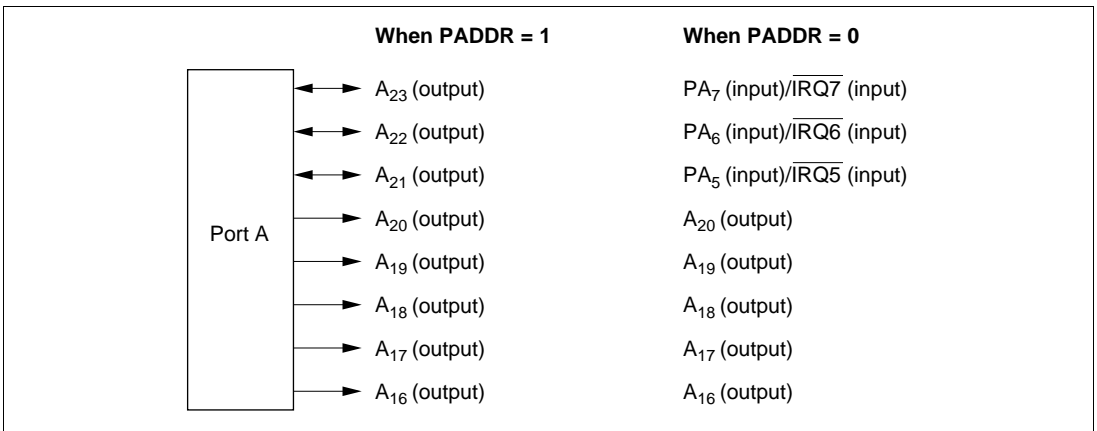 When PADDR = 1 When PADDR = 0
A23 (output) PA7 (input)/IRQ7 (input)
A22 (output) PA6 (input)/IRQ6 (input)
A21 (output) PA5 (input)/IRQ5 (input)
A20 (output) A20 (output)
Port A
A19 (output) A19 (output)
A18 (output) A18 (output)
A17 (output) A17 (output)
A16 (output) A16 (output)